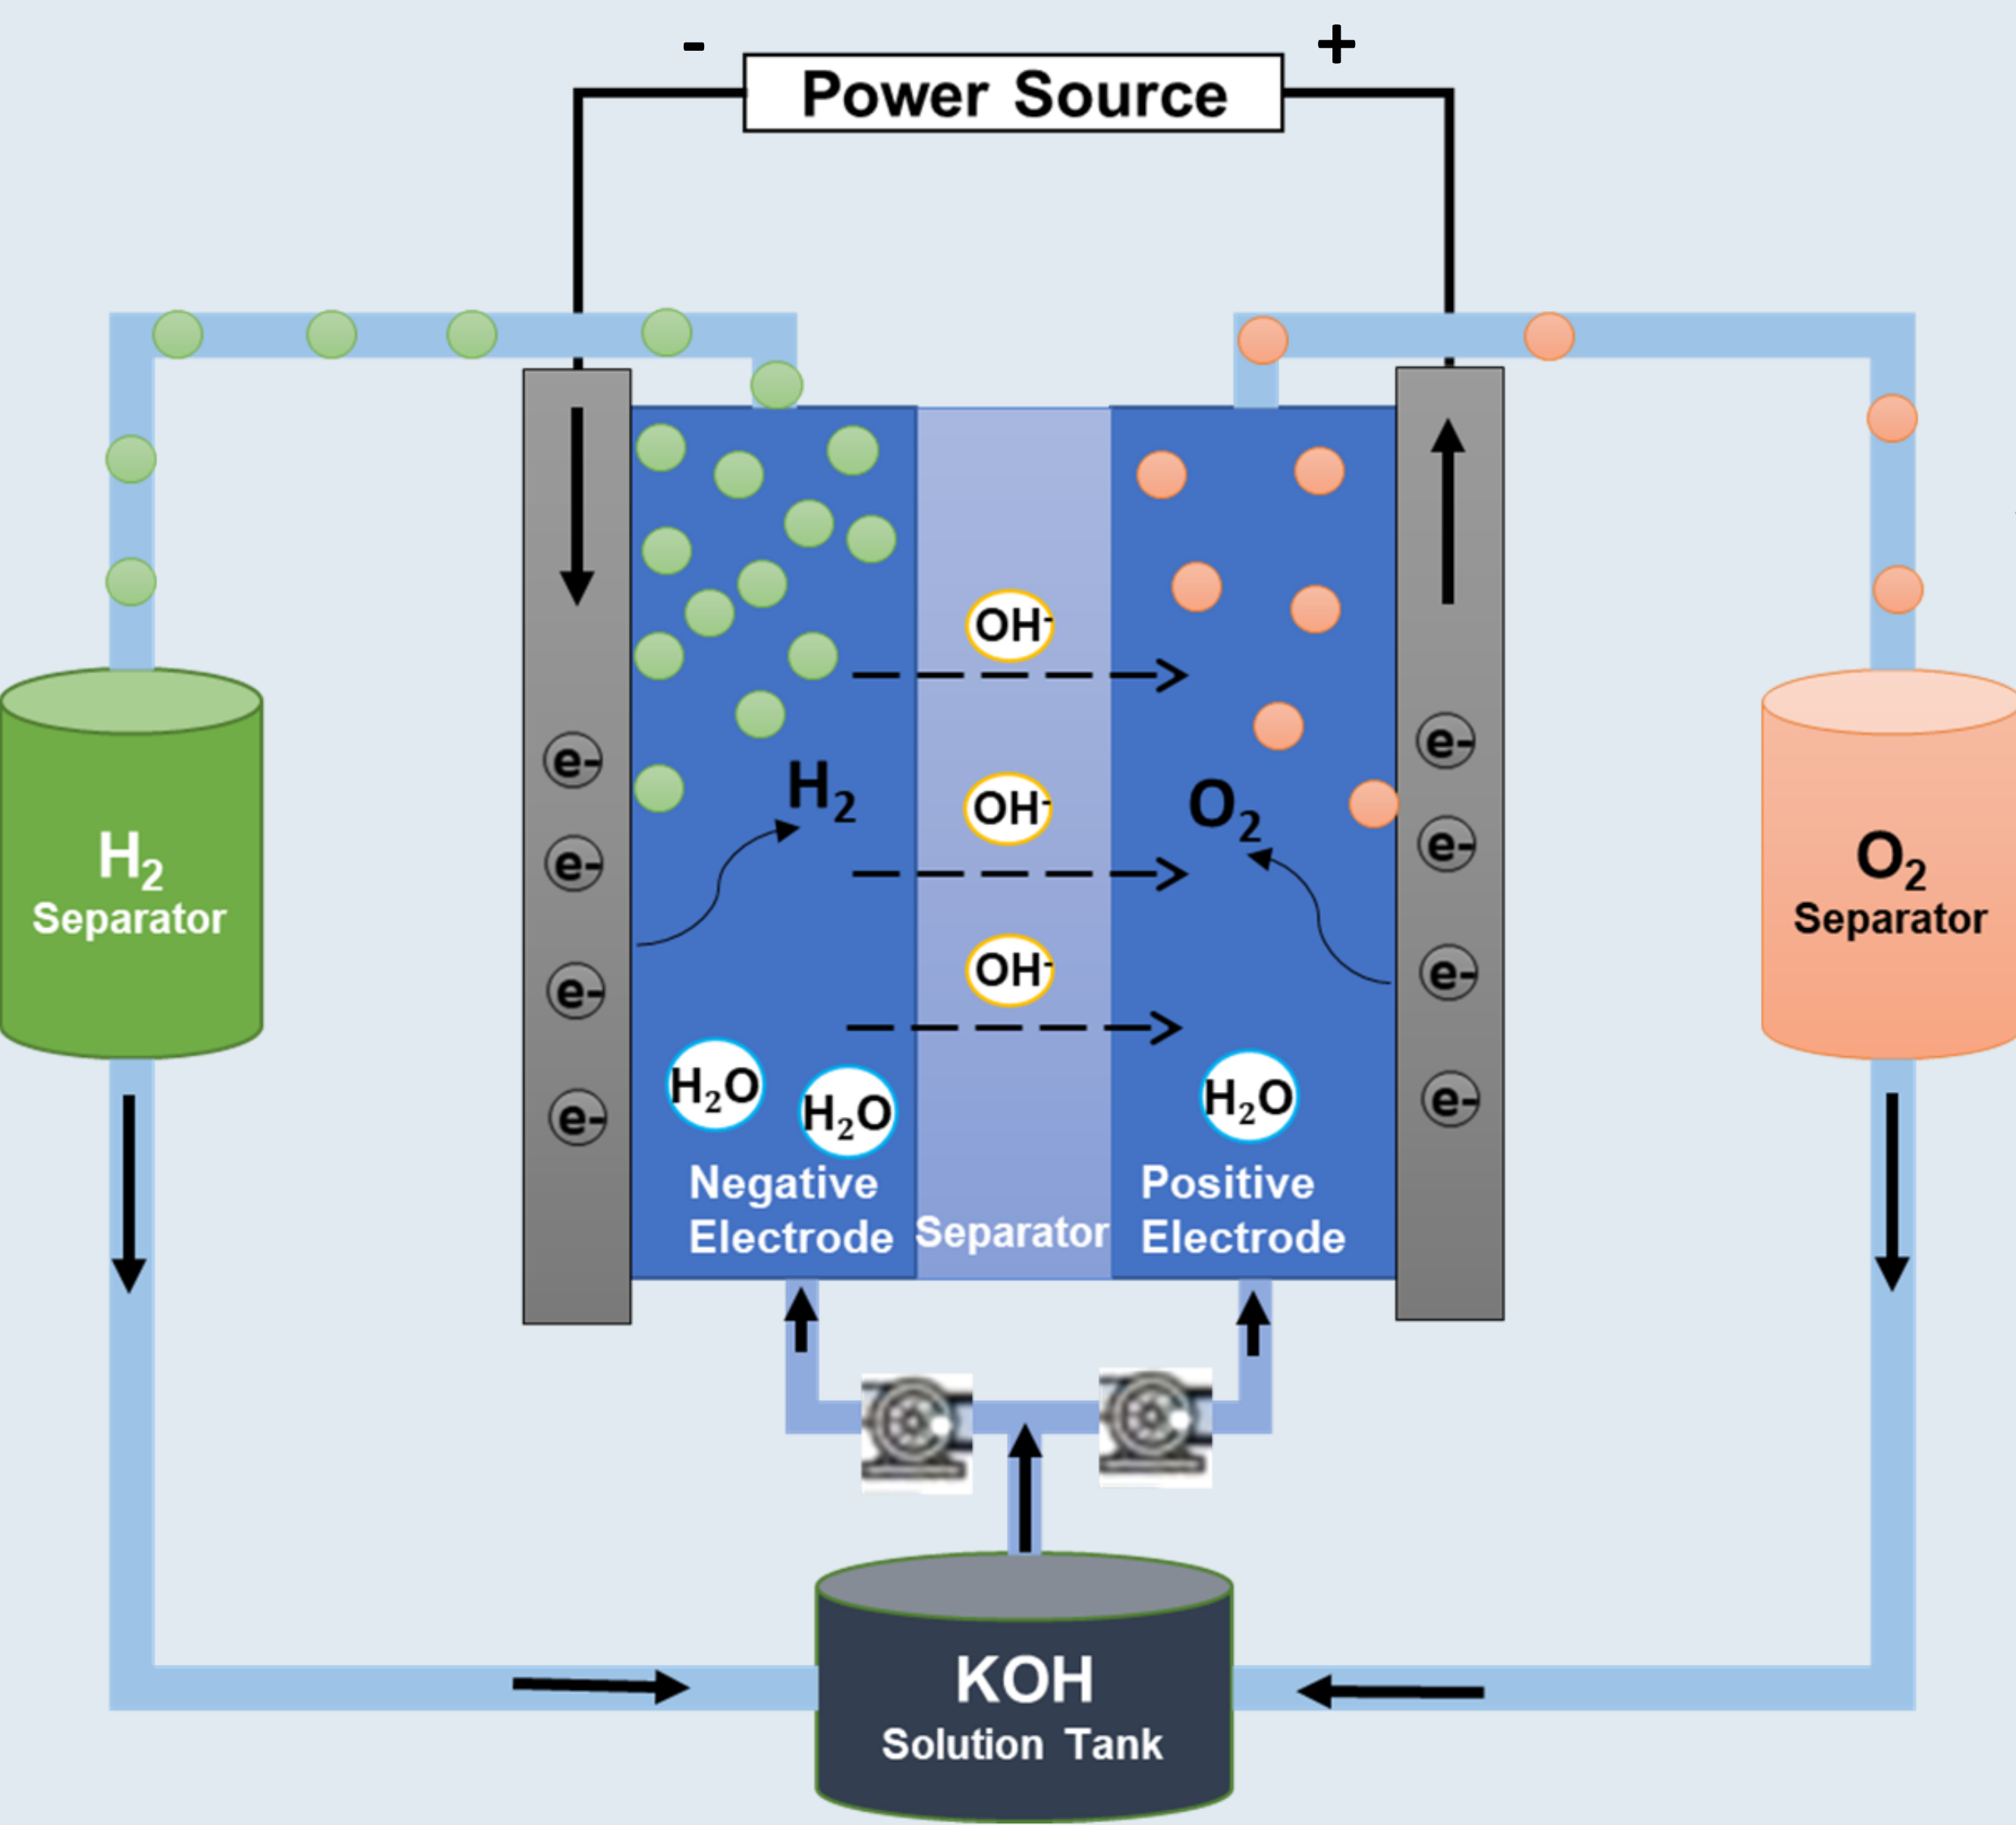 - +
Power Source
OH⁻
e-
e-
H₂
OH⁻
O₂
e-
e-
H₂
Separator
O₂
Separator
OH⁻
e-
e-
H₂O
H₂O
H₂O
e-
e-
Negative
Electrode
Separator
Positive
Electrode
KOH
Solution Tank